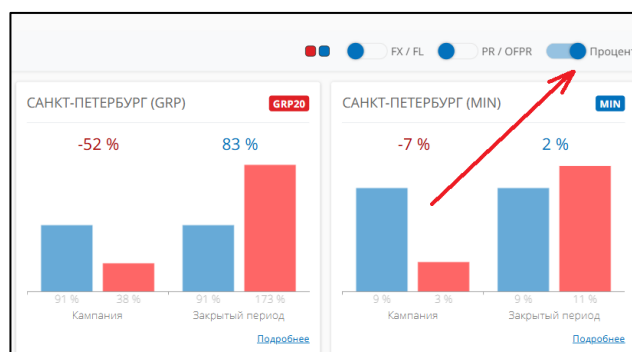 FX / FL PR / OFPR Процент
САНКТ-ПЕТЕРБУРГ (GRP) GRP20
-52 % 83 %
91 % 38 % 91 % 173 %
Кампания Закрытый период
Подробнее
САНКТ-ПЕТЕРБУРГ (MIN) MIN
-7 % 2 %
9 % 3 % 9 % 11 %
Кампания Закрытый период
Подробнее